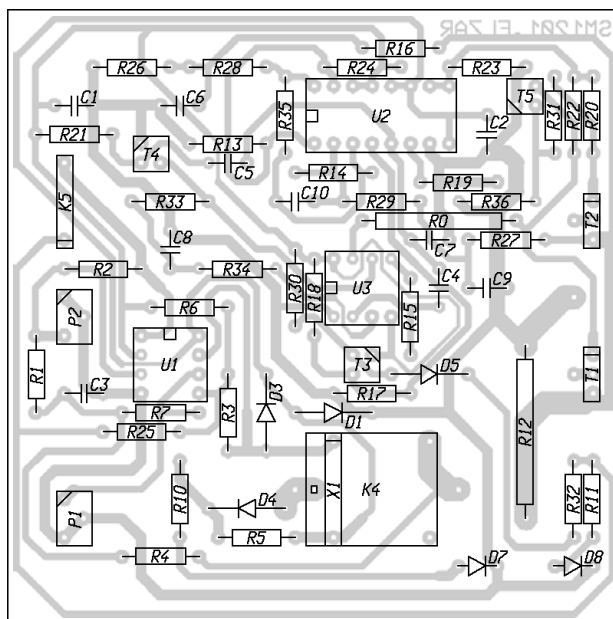 SM1201.ELZAR
R16
R26
R28
R24
R23
C1
C6
R35
U2
T5
R31
R22
R20
C2
R21
T4
R13
C5
R14
R19
K5
R33
C10
R29
R36
R0
T2
C8
C7
R27
R2
R34
R30
R18
U3
C4
C9
P2
R6
R15
U1
R1
T3
D5
T1
C3
R17
R7
R3
D3
D1
R12
R25
R10
X1
K4
P1
D4
R32
R11
R5
R4
D7
D8